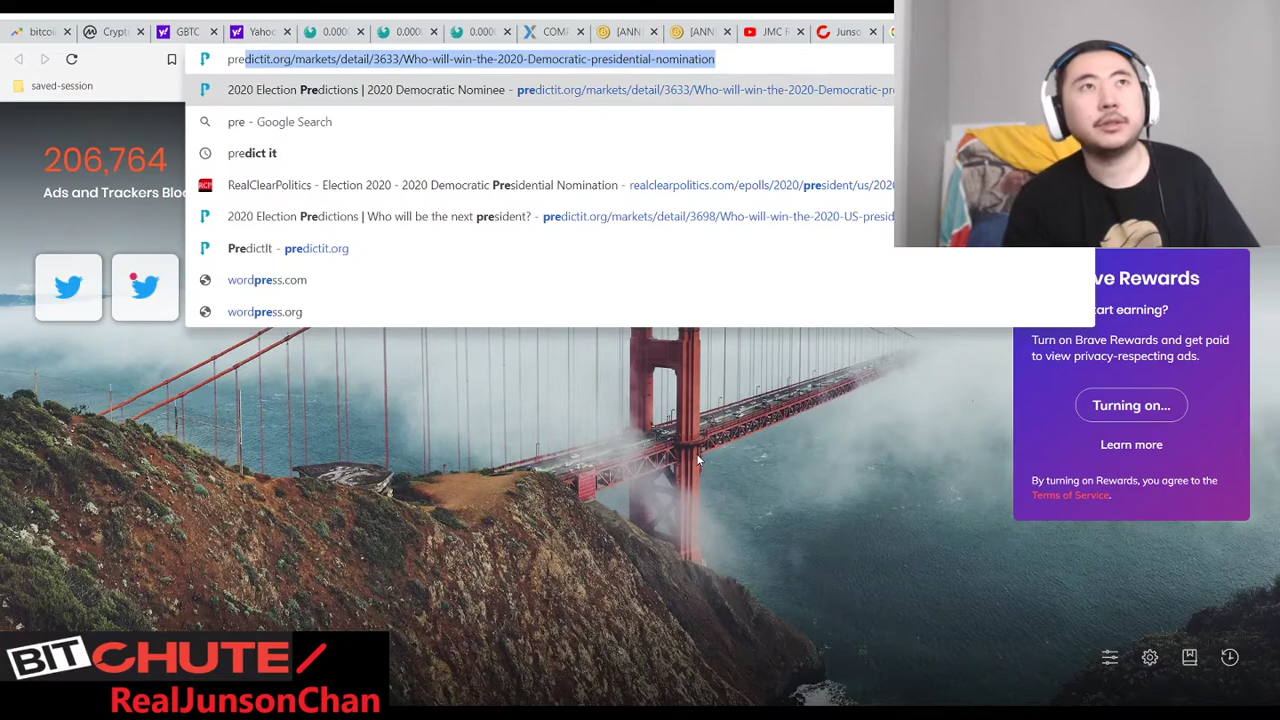 bitcoi
Crypt
GBTC
Yahoo
0.000
0.000
0.000
COMP
[ANN
[ANN
JMC R
Junso
predictit.org/markets/detail/3633/Who-will-win-the-2020-Democratic-presidential-nomination
saved-session
2020 Election Predictions | 2020 Democratic Nominee - predictit.org/markets/detail/3633/Who-will-win-the-2020-Democratic-pre
pre - Google Search
predict it
RealClearPolitics - Election 2020 - 2020 Democratic Presidential Nomination - realclearpolitics.com/epolls/2020/president/us/202
2020 Election Predictions | Who will be the next president? - predictit.org/markets/detail/3698/Who-will-win-the-2020-US-presid
PredictIt - predictit.org
wordpress.com
wordpress.org
206,764
Ads and Trackers Blo
ve Rewards
tart earning?
Turn on Brave Rewards and get paid
to view privacy-respecting ads.
Turning on...
Learn more
By turning on Rewards, you agree to the
Terms of Service.
BITCHUTE/
RealJunsonChan